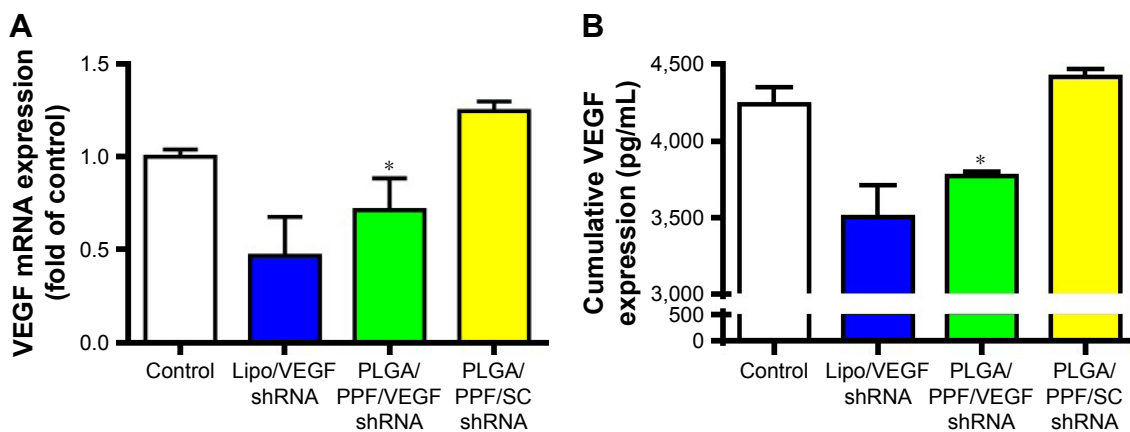 A
VEGF mRNA expression
(fold of control)
1.5
1.0
0.5
0.0
*
Control
Lipo/VEGF
shRNA
PLGA/
PPF/VEGF
shRNA
PLGA/
PPF/SC
shRNA
B
Cumulative VEGF
expression (pg/mL)
4,500
4,000
3,500
3,000
500
0
*
Control
Lipo/VEGF
shRNA
PLGA/
PPF/VEGF
shRNA
PLGA/
PPF/SC
shRNA